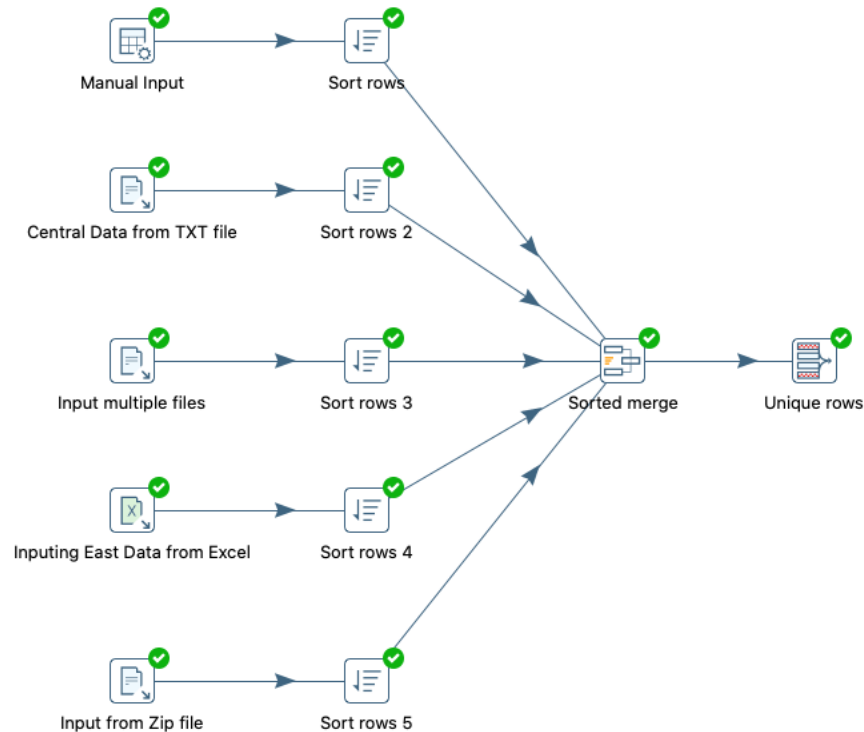 Manual Input
Sort rows
Central Data from TXT file
Sort rows 2
Input multiple files
Sort rows 3
Sorted merge
Unique rows
Inputing East Data from Excel
Sort rows 4
Input from Zip file
Sort rows 5